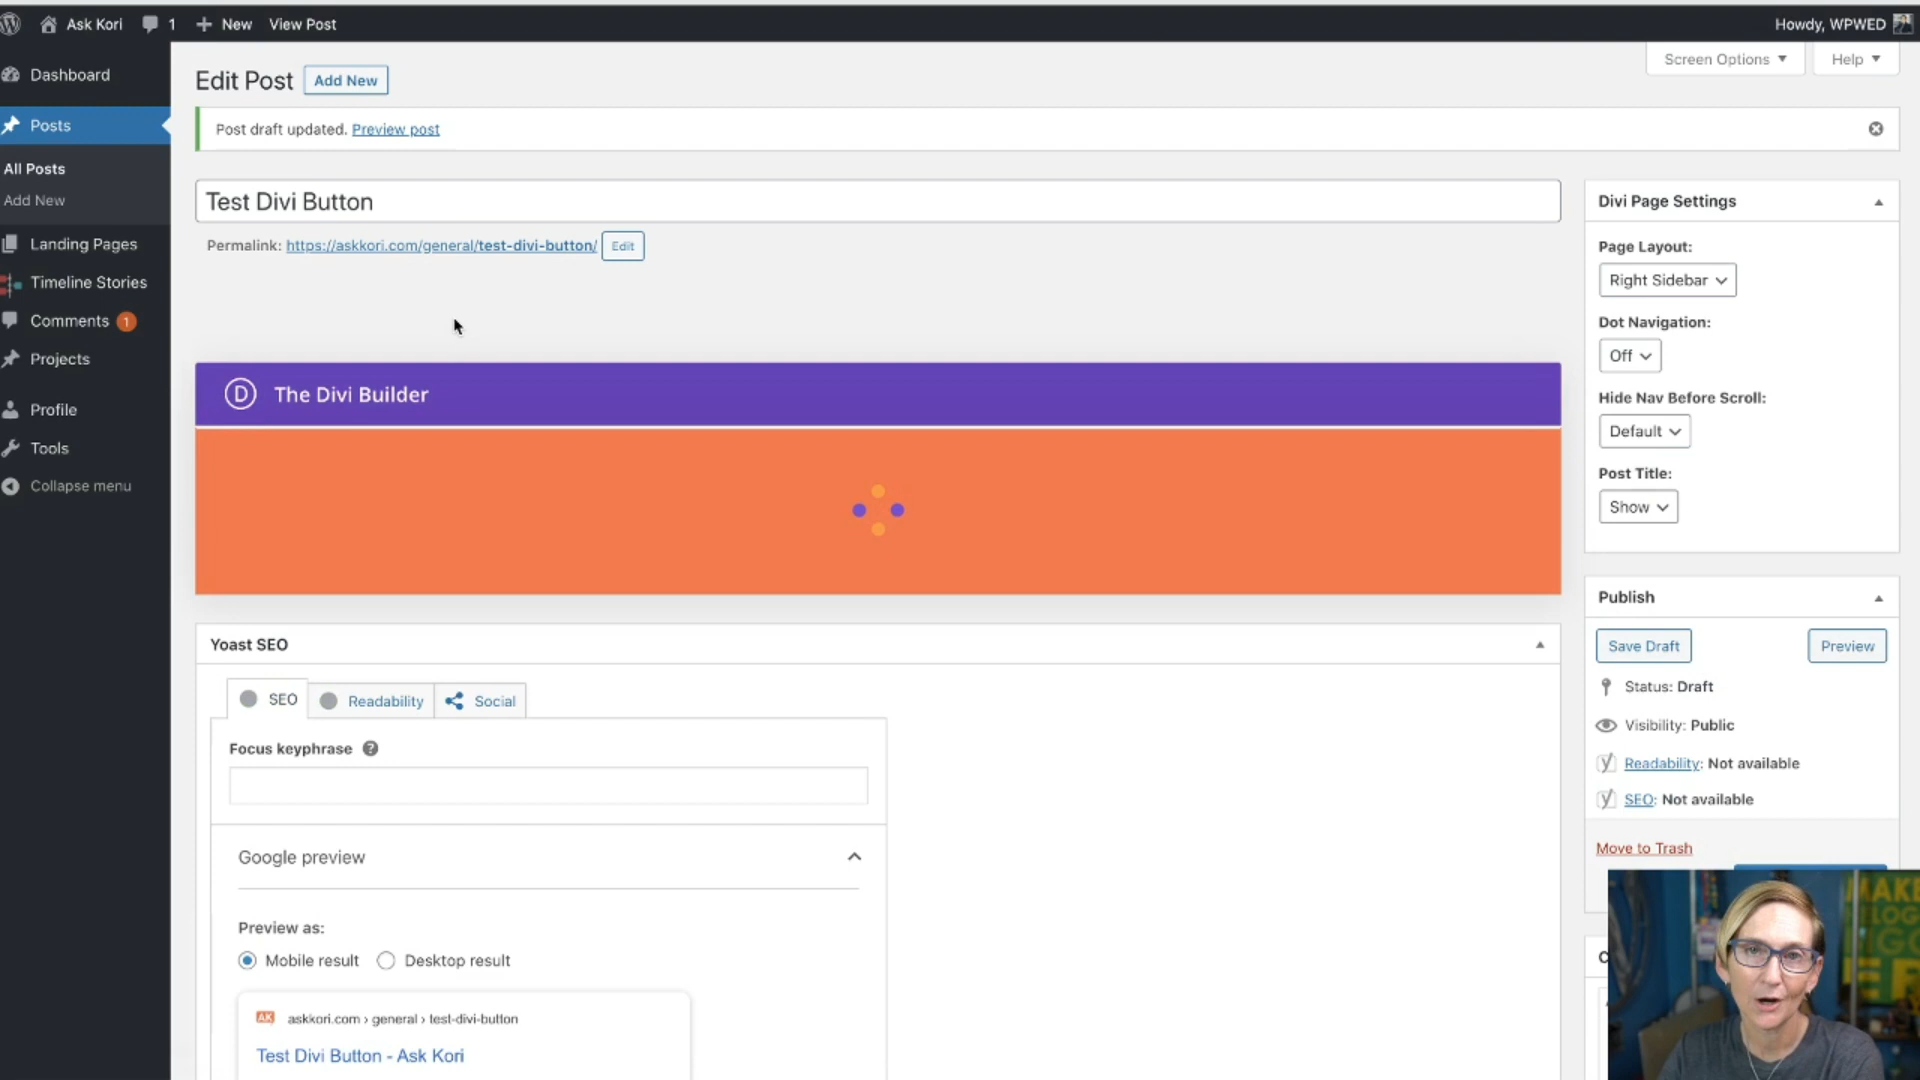 Ask Kori
1
New
View Post
Howdy, WPWED
Dashboard
Posts
All Posts
Add New
Landing Pages
Timeline Stories
Comments 1
Projects
Profile
Tools
Collapse menu
Screen Options
Help
Edit Post
Add New
Post draft updated. Preview post
Test Divi Button
Permalink: https://askkori.com/general/test-divi-button/
Edit
D
The Divi Builder
Yoast SEO
SEO
Readability
Social
Focus keyphrase
?
Google preview
Preview as:
Mobile result
Desktop result
AK
askkori.com › general › test-divi-button
Test Divi Button - Ask Kori
Divi Page Settings
Page Layout:
Right Sidebar
Dot Navigation:
Off
Hide Nav Before Scroll:
Default
Post Title:
Show
Publish
Save Draft
Preview
Status: Draft
Visibility: Public
Readability: Not available
SEO: Not available
Move to Trash